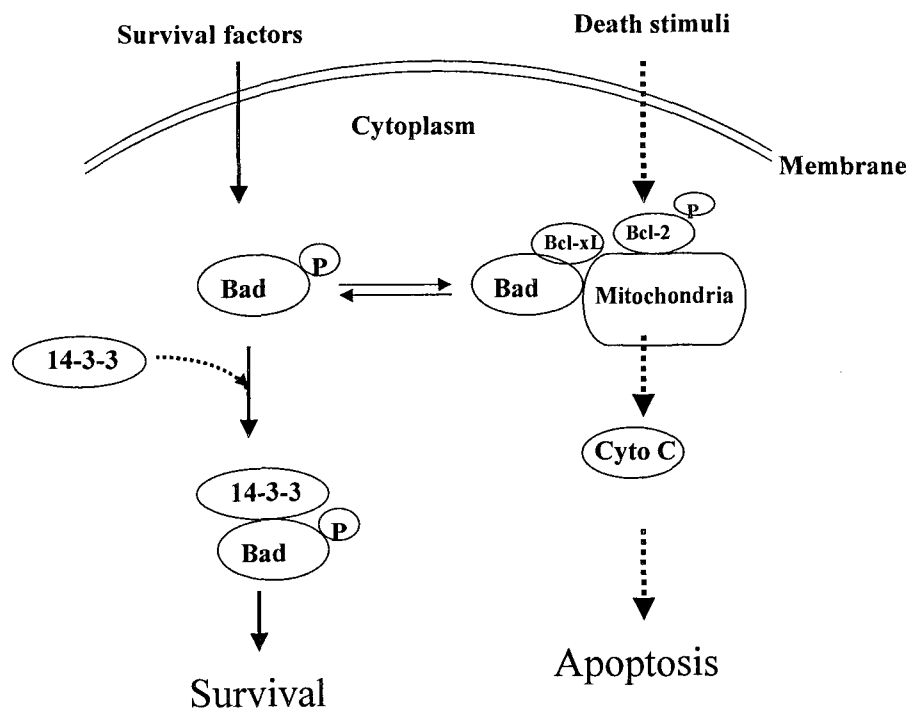 Survival factors
Death stimuli
Cytoplasm
Membrane
P
Bcl-xL
Bcl-2
P
Bad
Bad
Mitochondria
14-3-3
Cyto C
14-3-3
P
Bad
Apoptosis
Survival